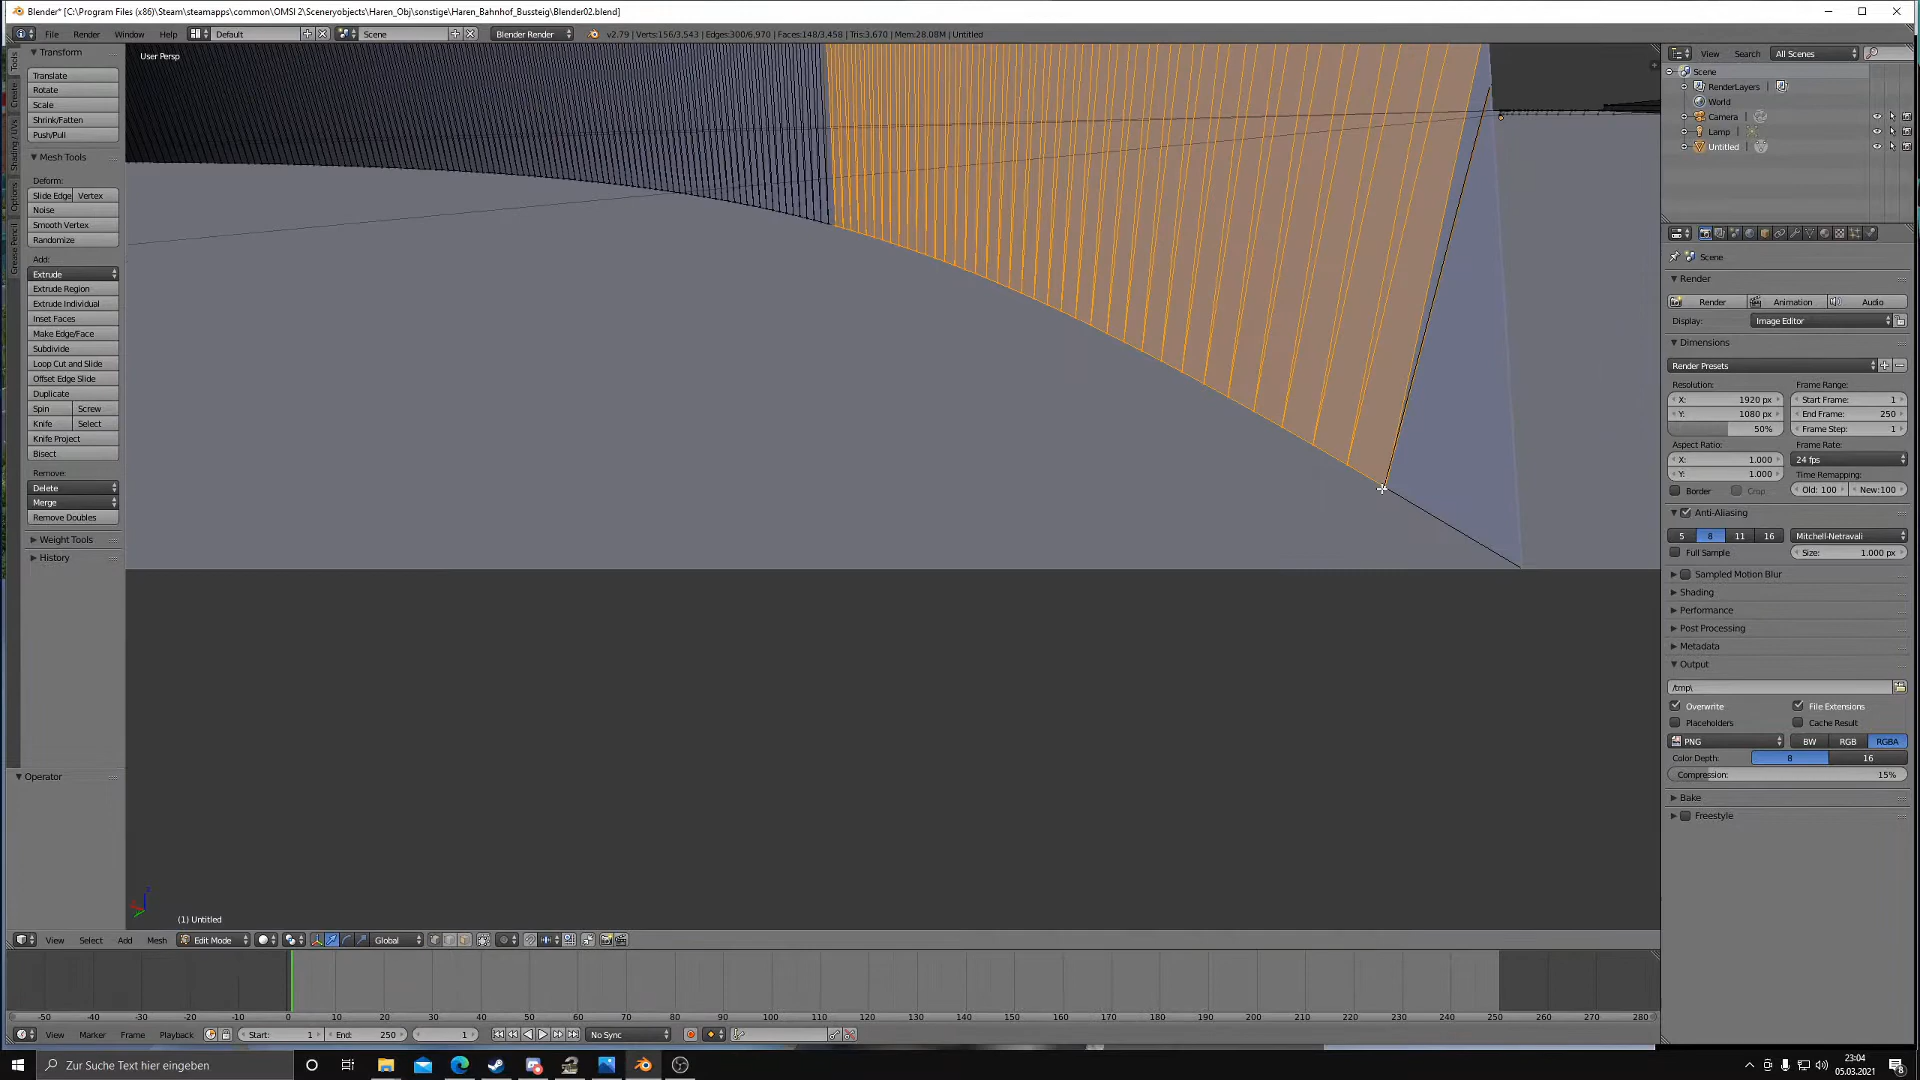 Blender* [C:\Program Files (x86)\Steam\steamapps\common\OMSI 2\Sceneryobjects\Haren_Obj\sonstige\Haren_Bahnhof_Bussteig\Blender02.blend]
File Render Window Help Default Scene Blender Render v2.79 | Verts:156/3,543 | Edges:300/6,970 | Faces:148/3,458 | Tris:3,670 | Mem:28.08M | Untitled
Transform
User Persp
View Search All Scenes
Scene
Translate
RenderLayers
Rotate
World
Scale
Camera
Shrink/Fatten
Lamp
Push/Pull
Untitled
Mesh Tools
Deform:
Slide Edge Vertex
Noise
Smooth Vertex
Randomize
Add:
Extrude
Extrude Region
Extrude Individual
Inset Faces
Make Edge/Face
Subdivide
Loop Cut and Slide
Offset Edge Slide
Duplicate
Spin Screw
Knife Select
Knife Project
Bisect
Remove:
Delete
Merge
Remove Doubles
Weight Tools
History
Operator
Tools
Create
Shading / UVs
Options
Grease Pencil
Scene
Render
Render Animation Audio
Display: Image Editor
Dimensions
Render Presets
Resolution: Frame Range:
X: 1920 px Start Frame: 1
Y: 1080 px End Frame: 250
50% Frame Step: 1
Aspect Ratio: Frame Rate:
X: 1.000 24 fps
Y: 1.000 Time Remapping:
Border Crop Old: 100 New:100
Anti-Aliasing
5 8 11 16 Mitchell-Netravali
Full Sample Size: 1.000 px
Sampled Motion Blur
Shading
Performance
Post Processing
Metadata
Output
/tmp\
Overwrite File Extensions
Placeholders Cache Result
PNG BW RGB RGBA
Color Depth: 8 16
Compression: 15%
Bake
Freestyle
(1) Untitled
View Select Add Mesh Edit Mode Global
-50 -40 -30 -20 -10 0 10 20 30 40 50 60 70 80 90 100 110 120 130 140 150 160 170 180 190 200 210 220 230 240 250 260 270 280
View Marker Frame Playback Start: 1 End: 250 1 No Sync
Zur Suche Text hier eingeben
23:04
05.03.2021
8